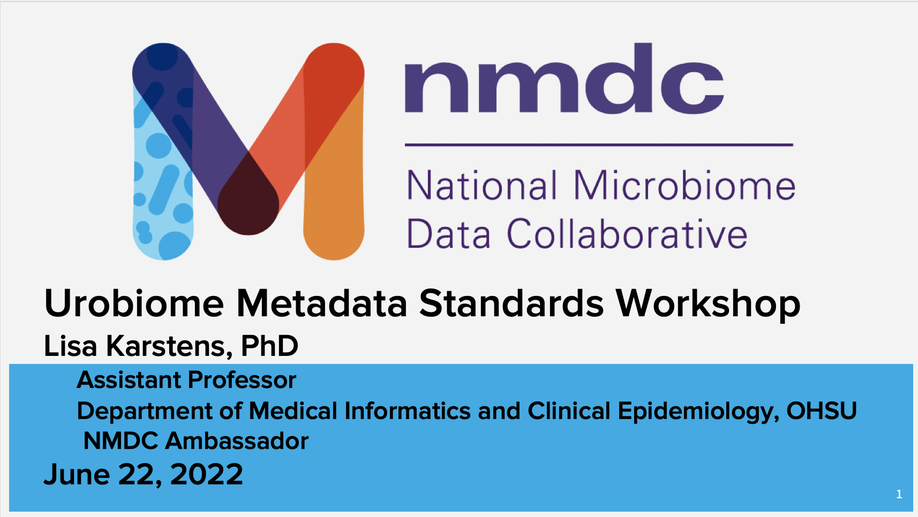 nmdc
National Microbiome
Data Collaborative
Urobiome Metadata Standards Workshop
Lisa Karstens, PhD
Assistant Professor
Department of Medical Informatics and Clinical Epidemiology, OHSU
NMDC Ambassador
June 22, 2022
1